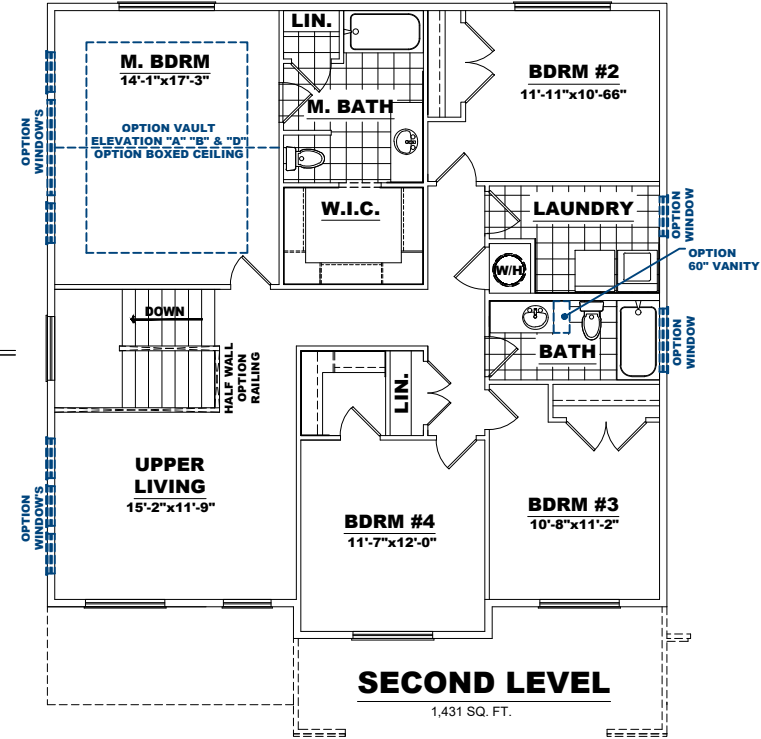 LIN.
M. BDRM
14'-1"x17'-3"
M. BATH
BDRM #2
11'-11"x10'-66"
OPTION
WINDOW'S
OPTION VAULT
ELEVATION "A" "B" & "D"
OPTION BOXED CEILING
W.I.C.
LAUNDRY
OPTION
WINDOW
W/H
OPTION
60" VANITY
DOWN
HALF WALL
OPTION
RAILING
BATH
OPTION
WINDOW
LIN.
UPPER
LIVING
15'-2"x11'-9"
OPTION
WINDOW'S
BDRM #4
11'-7"x12'-0"
BDRM #3
10'-8"x11'-2"
SECOND LEVEL
1,431 SQ. FT.